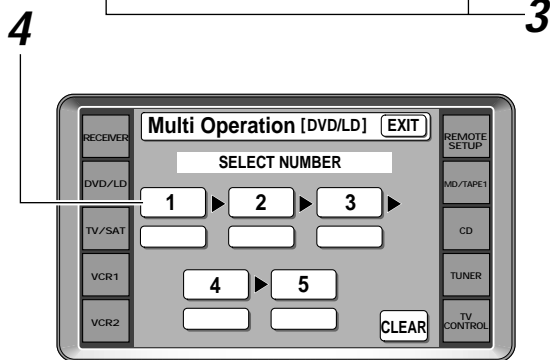 4
3
Multi Operation [DVD/LD] EXIT
SELECT NUMBER
RECEIVER
DVD/LD
TV/SAT
VCR1
VCR2
1 2 3
4 5
CLEAR
REMOTE
SETUP
MD/TAPE1
CD
TUNER
TV
CONTROL